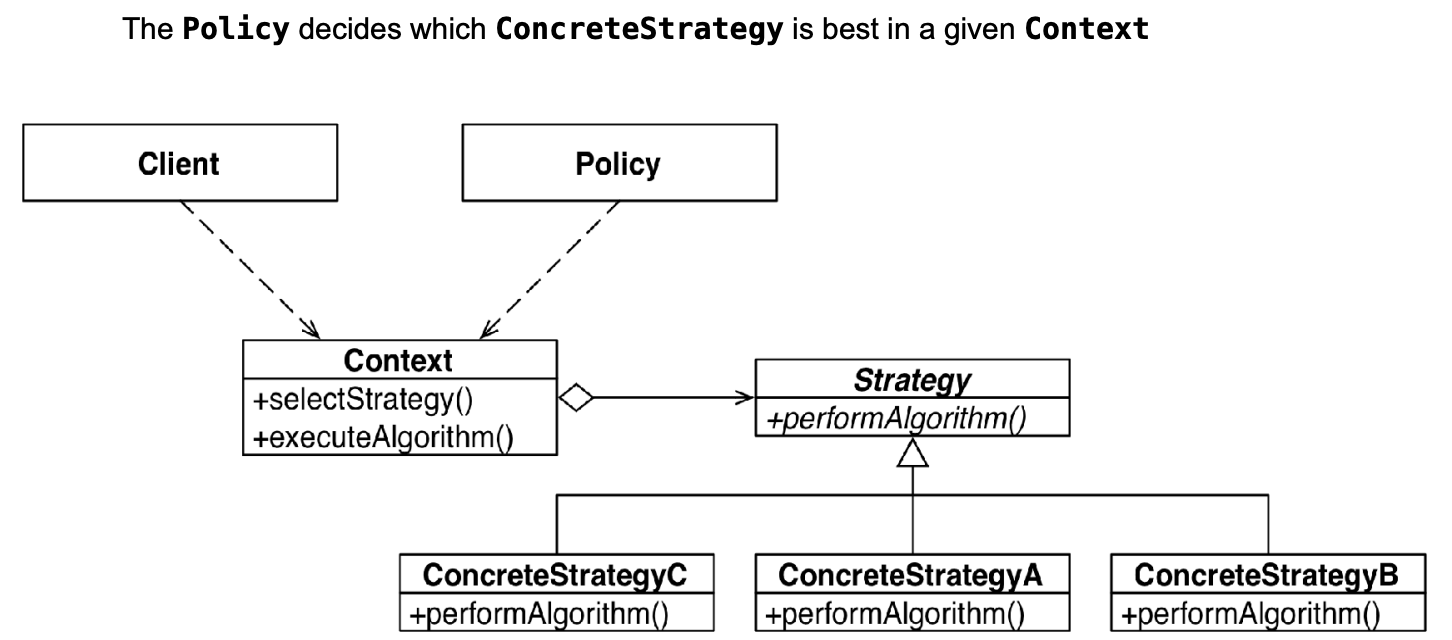 The Policy decides which ConcreteStrategy is best in a given Context
Client
Policy
Context
+selectStrategy()
+executeAlgorithm()
Strategy
+performAlgorithm()
ConcreteStrategyC
+performAlgorithm()
ConcreteStrategyA
+performAlgorithm()
ConcreteStrategyB
+performAlgorithm()